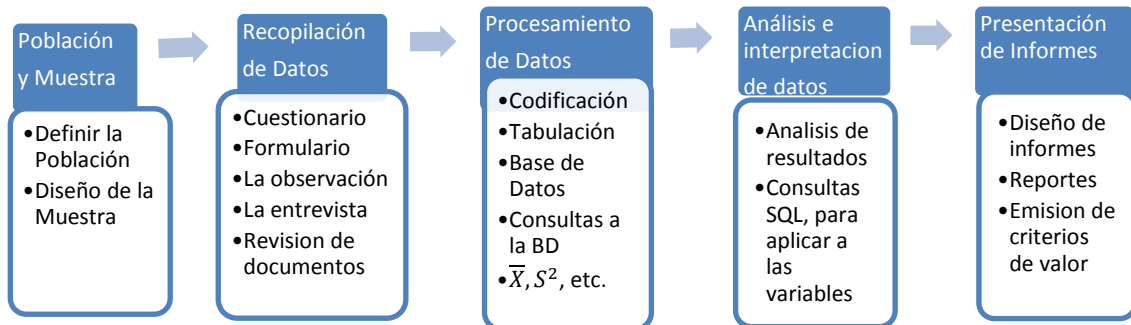 Población
y Muestra
•Definir la
Población
•Diseño de la
Muestra
Recopilación
de Datos
•Cuestionario
•Formulario
•La observación
•La entrevista
•Revision de
documentos
Procesamiento
de Datos
•Codificación
•Tabulación
•Base de
Datos
•Consultas a
la BD
•X̅, S², etc.
Análisis e
interpretacion
de datos
•Analisis de
resultados
•Consultas
SQL, para
aplicar a
las
variables
Presentación
de Informes
•Diseño de
informes
•Reportes
•Emision de
criterios
de valor